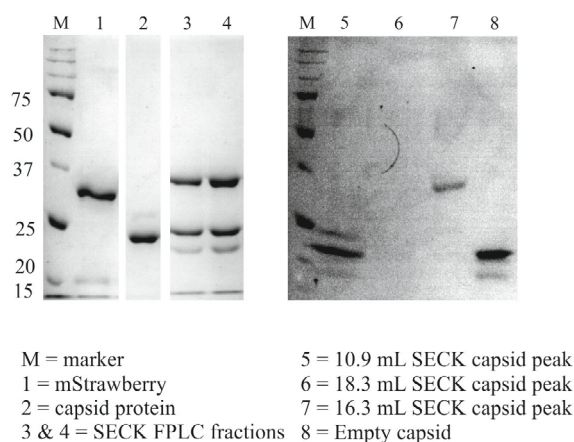 M 1 2 3 4 M 5 6 7 8
75
50
37
25
20
15
M = marker
1 = mStrawberry
2 = capsid protein
3 & 4 = SECK FPLC fractions
5 = 10.9 mL SECK capsid peak
6 = 18.3 mL SECK capsid peak
7 = 16.3 mL SECK capsid peak
8 = Empty capsid